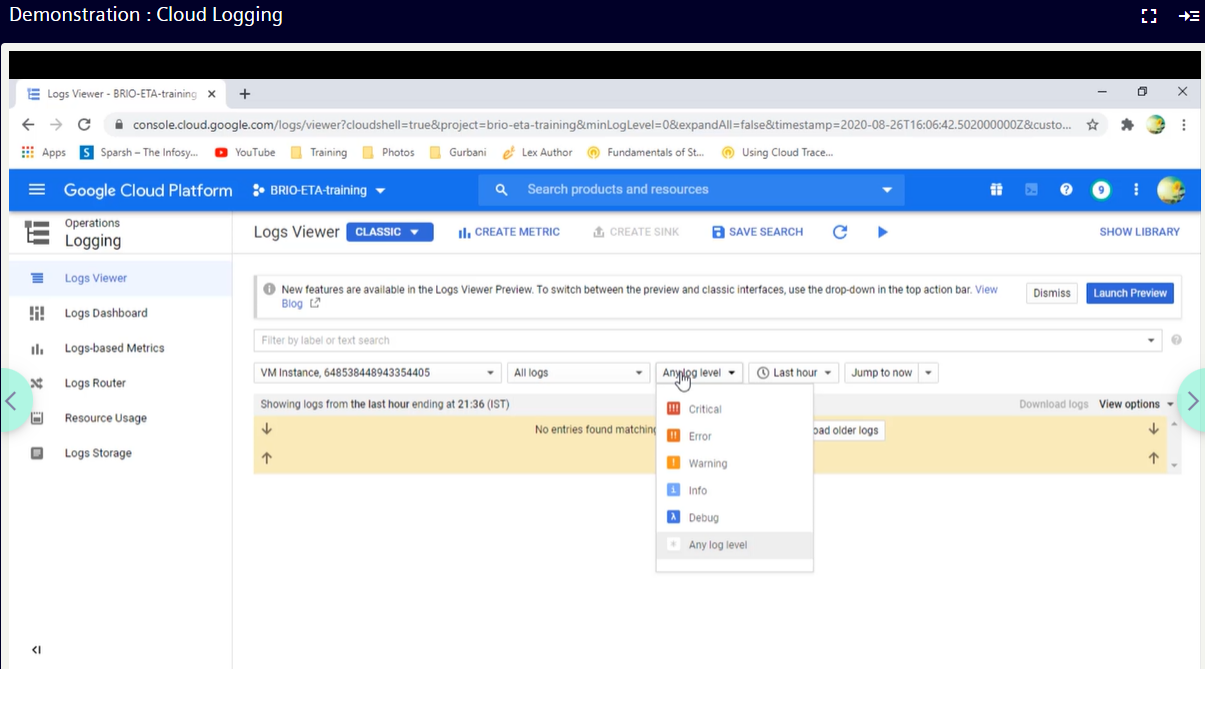 Demonstration : Cloud Logging
Logs Viewer - BRIO-ETA-training
console.cloud.google.com/logs/viewer?cloudshell=true&project=brio-eta-training&minLogLevel=0&expandAll=false&timestamp=2020-08-26T16:06:42.502000000Z&custo...
Apps S Sparsh – The Infosy... YouTube Training Photos Gurbani Lex Author Fundamentals of St... Using Cloud Trace...
Google Cloud Platform BRIO-ETA-training Search products and resources 9
Operations
Logging
Logs Viewer CLASSIC CREATE METRIC CREATE SINK SAVE SEARCH SHOW LIBRARY
Logs Viewer
Logs Dashboard
Logs-based Metrics
Logs Router
Resource Usage
Logs Storage
New features are available in the Logs Viewer Preview. To switch between the preview and classic interfaces, use the drop-down in the top action bar. View
Blog
Dismiss Launch Preview
Filter by label or text search
VM Instance, 648538448943354405 All logs Any log level Last hour Jump to now
Showing logs from the last hour ending at 21:36 (IST) Download logs View options
No entries found matching older logs
Critical
Error
Warning
Info
Debug
Any log level